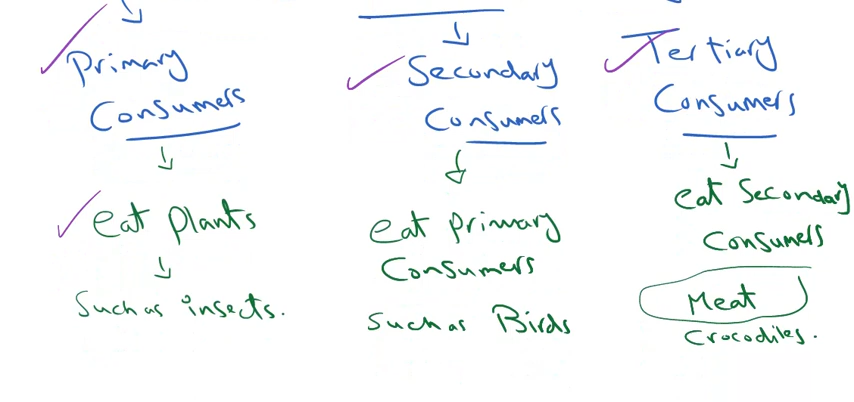 Primary
Consumers
eat plants
Such as insects.
Secondary
Consumers
eat primary
Consumers
Such as Birds
Tertiary
Consumers
eat Secondary
Consumers
Meat
Crocodiles.